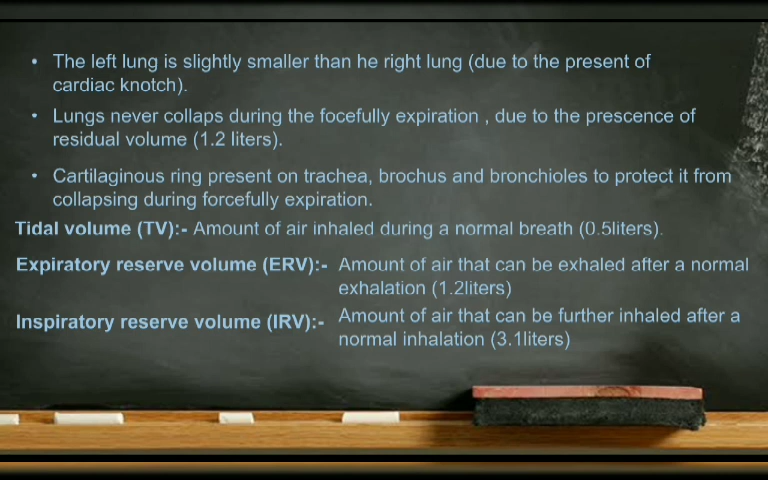 • The left lung is slightly smaller than he right lung (due to the present of
cardiac knotch).
• Lungs never collaps during the focefully expiration , due to the prescence of
residual volume (1.2 liters).
• Cartilaginous ring present on trachea, brochus and bronchioles to protect it from
collapsing during forcefully expiration.
Tidal volume (TV):- Amount of air inhaled during a normal breath (0.5liters).
Expiratory reserve volume (ERV):- Amount of air that can be exhaled after a normal
exhalation (1.2liters)
Inspiratory reserve volume (IRV):- Amount of air that can be further inhaled after a
normal inhalation (3.1liters)